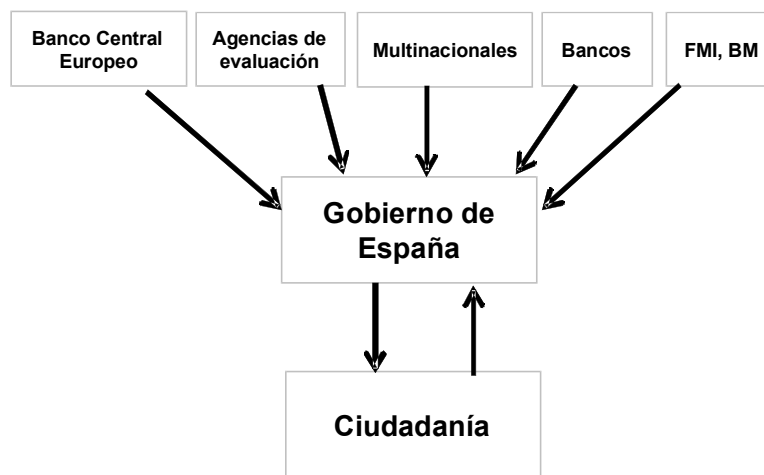 Banco Central
Europeo
Agencias de
evaluación
Multinacionales
Bancos
FMI, BM
Gobierno de
España
Ciudadanía